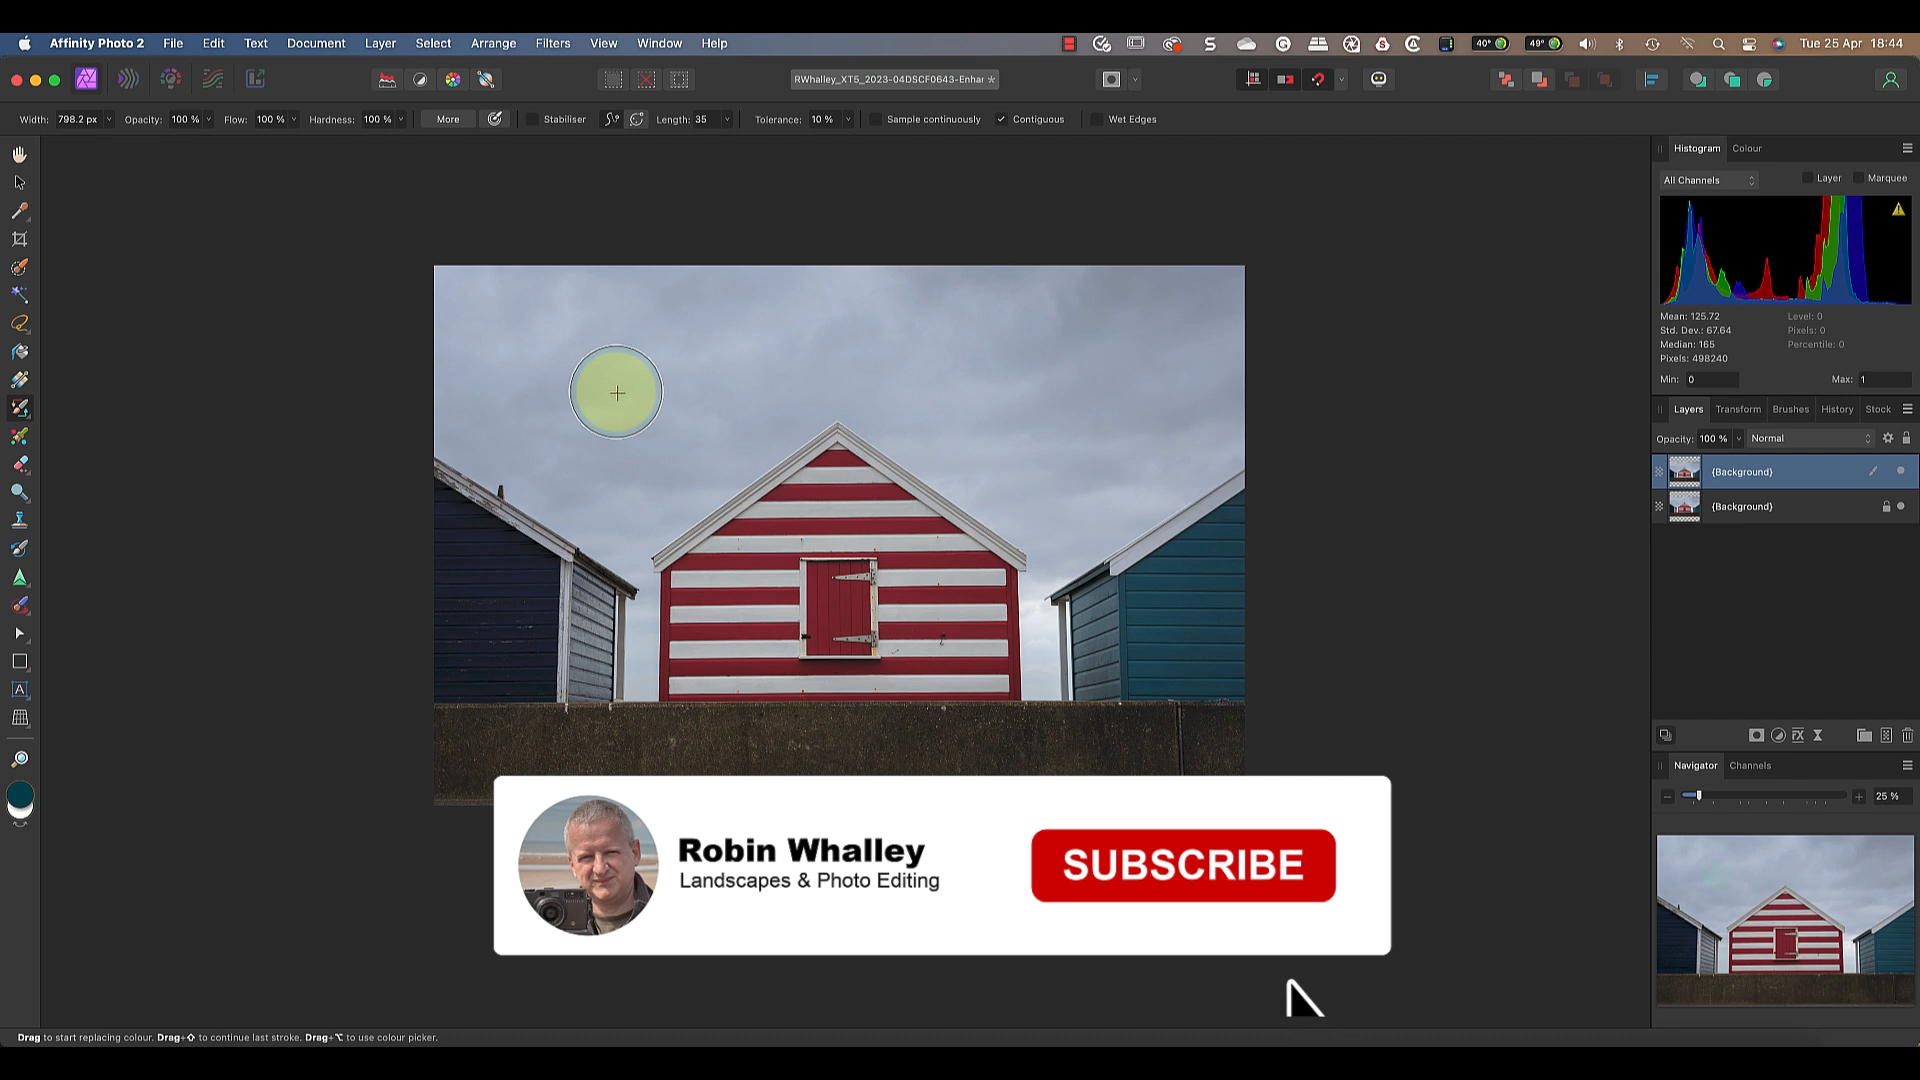 Affinity Photo 2 File Edit Text Document Layer Select Arrange Filters View Window Help 40° 49° Tue 25 Apr 18:44
RWhalley_XT5_2023-04DSCF0643-Enhar
Width: 798.2 px Opacity: 100 % Flow: 100 % Hardness: 100 % More Stabiliser Length: 35 Tolerance: 10 % Sample continuously Contiguous Wet Edges
Histogram Colour
All Channels Layer Marquee
Mean: 125.72 Level: 0
Std. Dev.: 67.64 Pixels: 0
Median: 165 Percentile: 0
Pixels: 498240
Min: 0 Max: 1
Layers Transform Brushes History Stock
Opacity: 100 % Normal
{Background}
{Background}
Navigator Channels
25 %
Robin Whalley
Landscapes & Photo Editing
SUBSCRIBE
Drag to start replacing colour. Drag+⇧ to continue last stroke. Drag+⌥ to use colour picker.